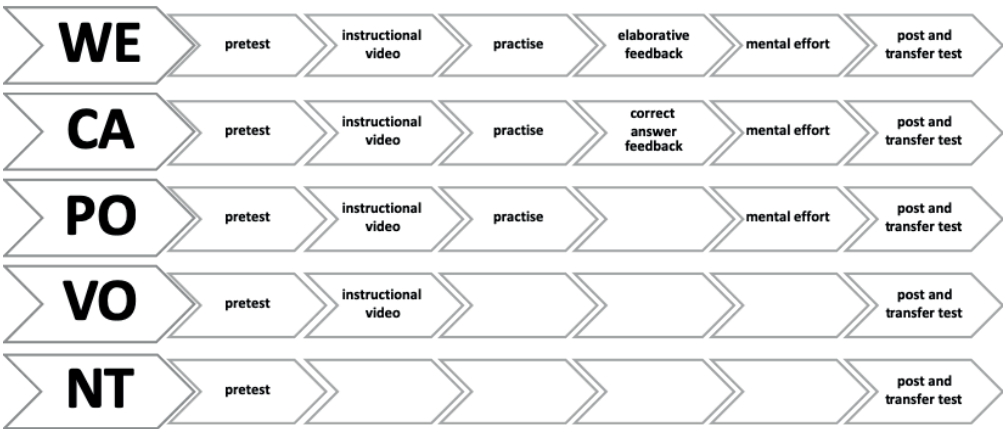 WE
pretest
instructional
video
practise
elaborative
feedback
mental effort
post and
transfer test
CA
pretest
instructional
video
practise
correct
answer
feedback
mental effort
post and
transfer test
PO
pretest
instructional
video
practise
mental effort
post and
transfer test
VO
pretest
instructional
video
post and
transfer test
NT
pretest
post and
transfer test